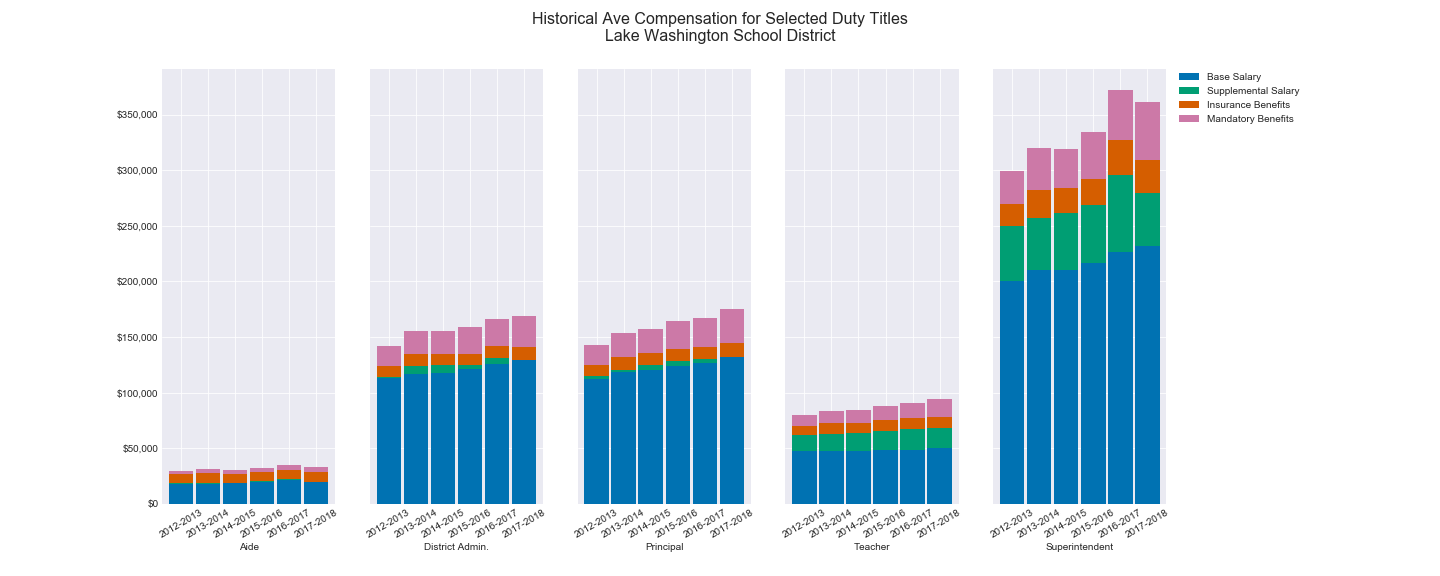 Historical Ave Compensation for Selected Duty Titles
Lake Washington School District
Base Salary
Supplemental Salary
Insurance Benefits
Mandatory Benefits
$350,000
$300,000
$250,000
$200,000
$150,000
$100,000
$50,000
$0
2012-2013 2013-2014 2014-2015 2015-2016 2016-2017 2017-2018
Aide
2012-2013 2013-2014 2014-2015 2015-2016 2016-2017 2017-2018
District Admin.
2012-2013 2013-2014 2014-2015 2015-2016 2016-2017 2017-2018
Principal
2012-2013 2013-2014 2014-2015 2015-2016 2016-2017 2017-2018
Teacher
2012-2013 2013-2014 2014-2015 2015-2016 2016-2017 2017-2018
Superintendent